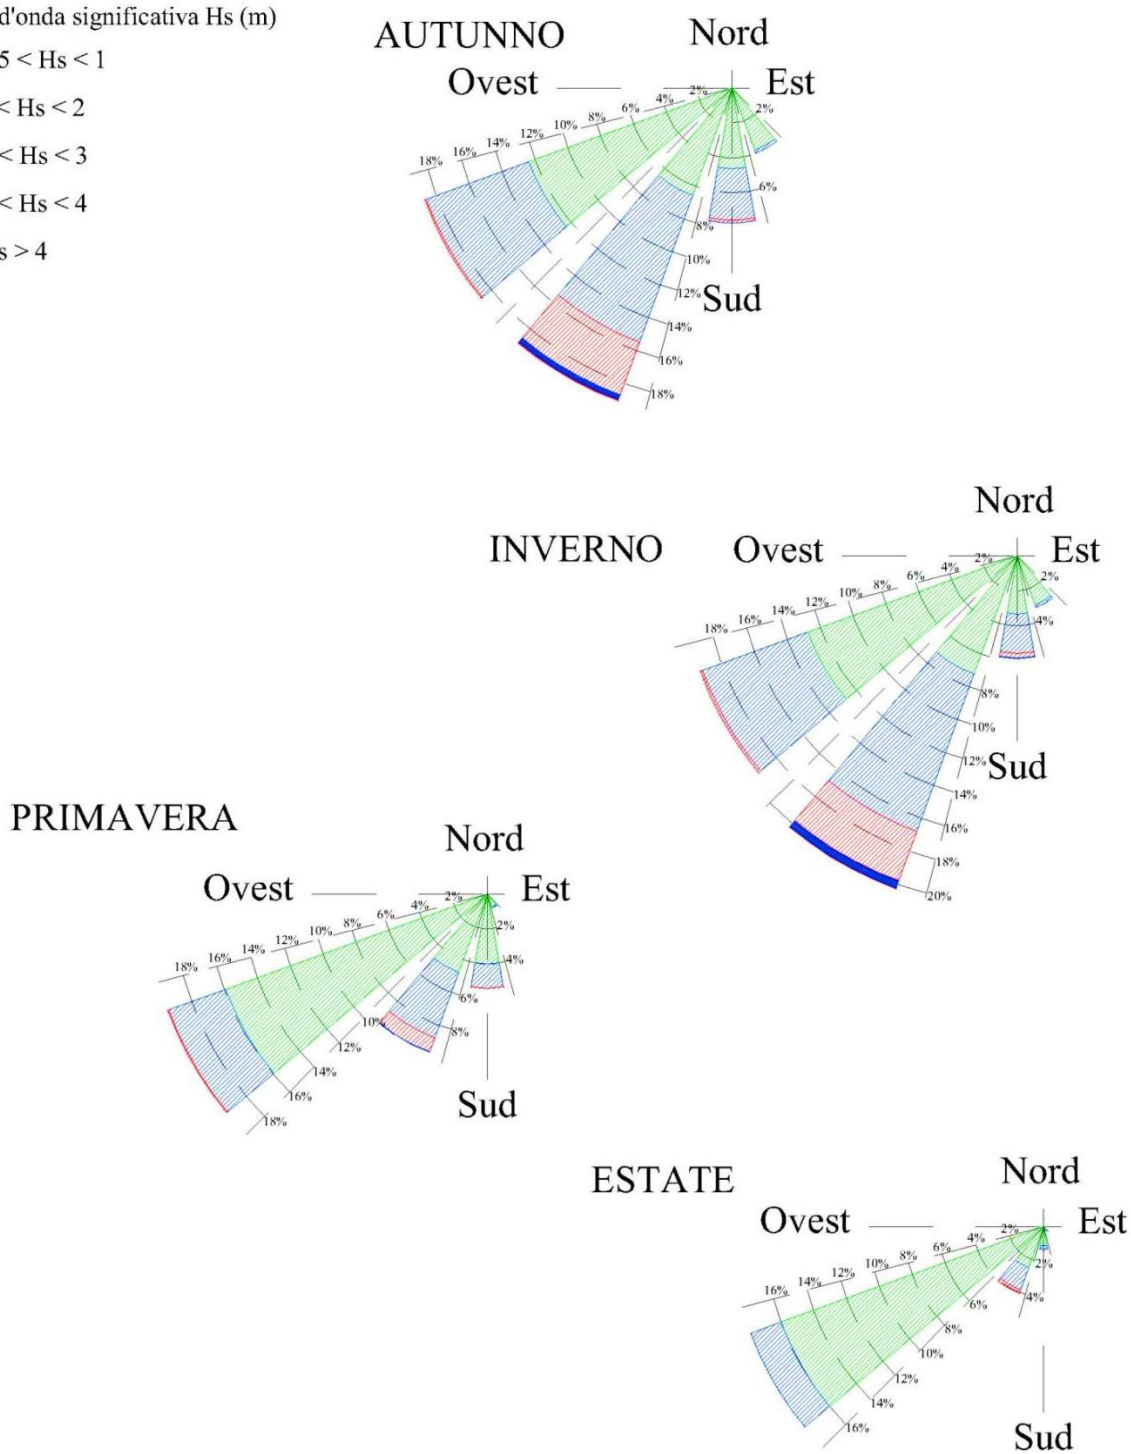 d'onda significativa Hs (m)
5 < Hs < 1
< Hs < 2
< Hs < 3
< Hs < 4
s > 4
AUTUNNO
Nord
Ovest
Est
2%
4%
6%
8%
10%
12%
14%
16%
18%
2%
6%
8%
10%
12%
14%
16%
18%
Sud
INVERNO
Nord
Ovest
Est
2%
4%
6%
8%
10%
12%
14%
16%
18%
2%
4%
8%
10%
12%
14%
16%
18%
20%
Sud
PRIMAVERA
Nord
Ovest
Est
2%
4%
6%
8%
10%
12%
14%
16%
18%
2%
4%
6%
8%
10%
12%
14%
16%
18%
Sud
ESTATE
Nord
Ovest
Est
2%
4%
6%
8%
10%
12%
14%
16%
2%
4%
6%
8%
10%
12%
14%
16%
Sud